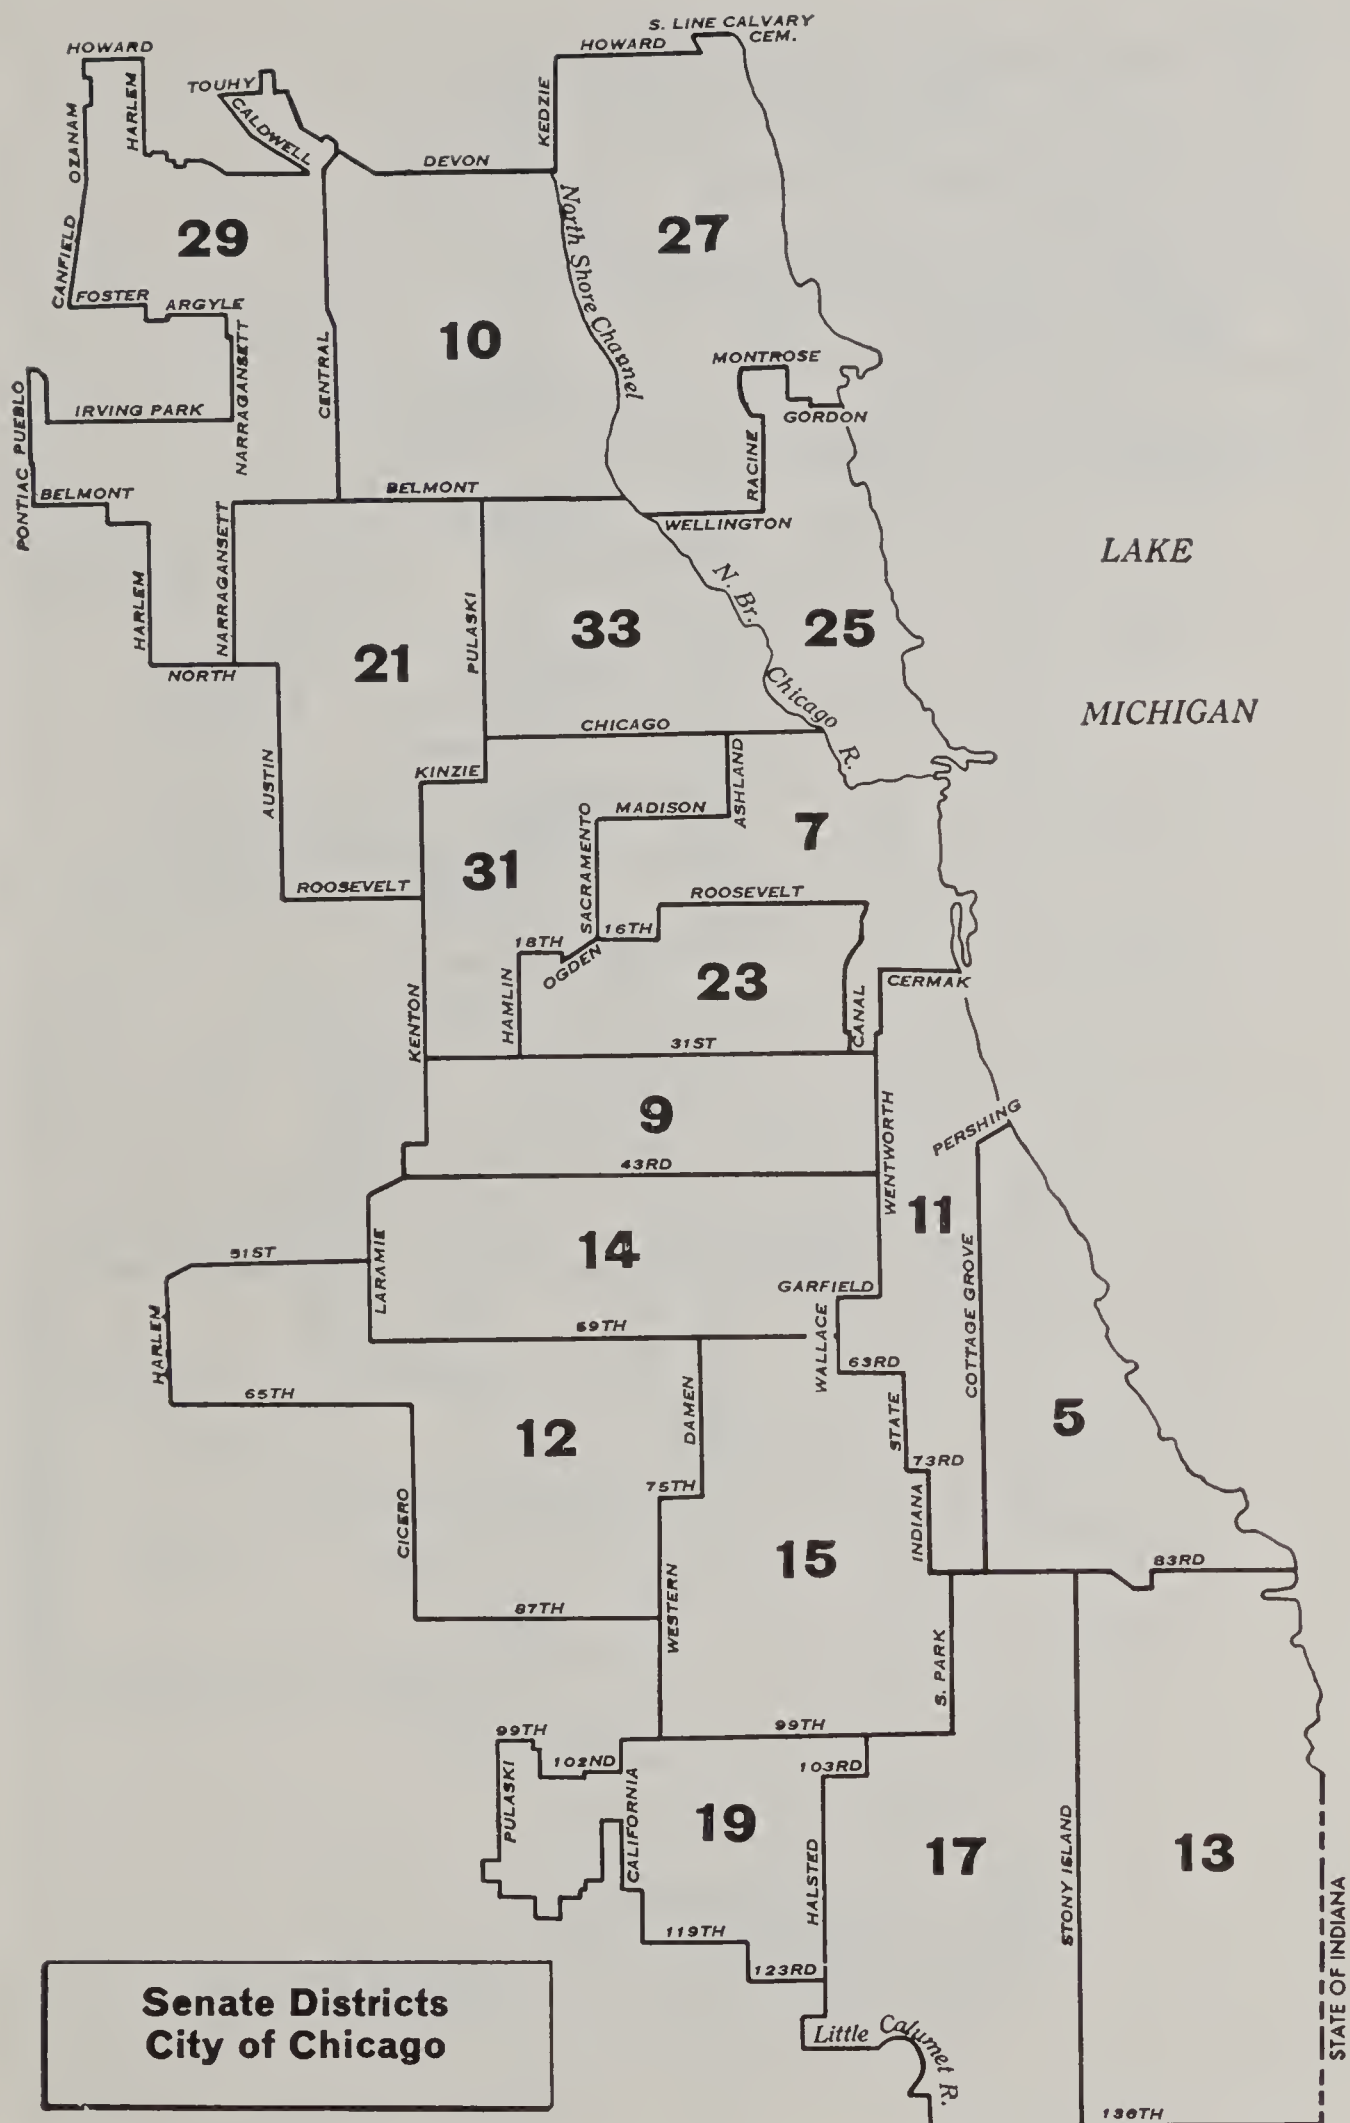 S. LINE CALVARY
CEM.
HOWARD
HOWARD
TOUHY
CALDWELL
HARLEM
OZANAM
KEDZIE
DEVON
North Shore Channel
29
27
CANFIELD
FOSTER
ARGYLE
NARRAGANSETT
CENTRAL
10
MONTROSE
GORDON
PUEBLO
PONTIAC
IRVING PARK
RACINE
BELMONT
BELMONT
WELLINGTON
LAKE
MICHIGAN
HARLEM
NARRAGANSETT
PULASKI
N. Br. Chicago R.
33
25
21
NORTH
CHICAGO
AUSTIN
KINZIE
ASHLAND
MADISON
SACRAMENTO
7
31
ROOSEVELT
ROOSEVELT
16TH
18TH
OGDEN
23
CERMAK
HAMLIN
KENTON
CANAL
31ST
9
PERSHING
WENTWORTH
43RD
11
14
51ST
LARAMIE
COTTAGE GROVE
GARFIELD
HARLEM
59TH
WALLACE
63RD
65TH
DAMEN
STATE
5
12
73RD
75TH
CICERO
INDIANA
15
83RD
87TH
WESTERN
S. PARK
99TH
99TH
102ND
103RD
PULASKI
CALIFORNIA
19
HALSTED
17
STONY ISLAND
13
119TH
123RD
STATE OF INDIANA
Little Calumet R.
136TH
Senate Districts
City of Chicago